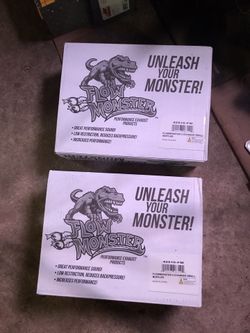 UNLEASH
YOUR
MONSTER!
FLOW
MONSTER
PERFORMANCE EXHAUST
PRODUCTS
• GREAT PERFORMANCE SOUND!
• LOW RESTRICTION, REDUCES BACKPRESSURE!
• INCREASES PERFORMANCE!
UNLEASH
YOUR
MONSTER!
FLOW
MONSTER
PERFORMANCE EXHAUST
PRODUCTS
• GREAT PERFORMANCE SOUND!
• LOW RESTRICTION, REDUCES BACKPRESSURE!
• INCREASES PERFORMANCE!